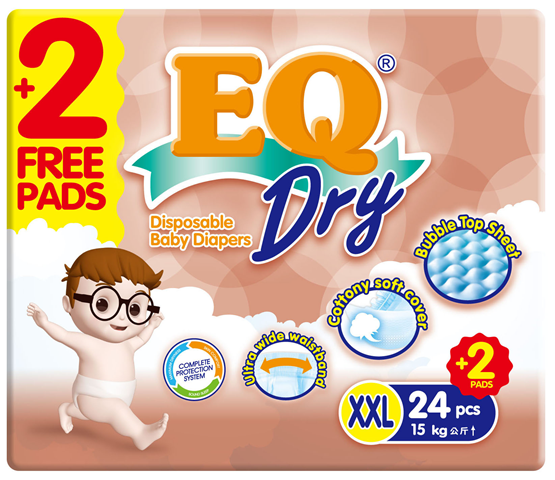 +2
FREE
PADS
EQ®
Dry
Disposable
Baby Diapers
Bubble Top Sheet
Cottony soft cover
Ultra wide waistband
COMPLETE
PROTECTION
SYSTEM
+2
PADS
XXL
24 pcs
15 kg 公斤↑